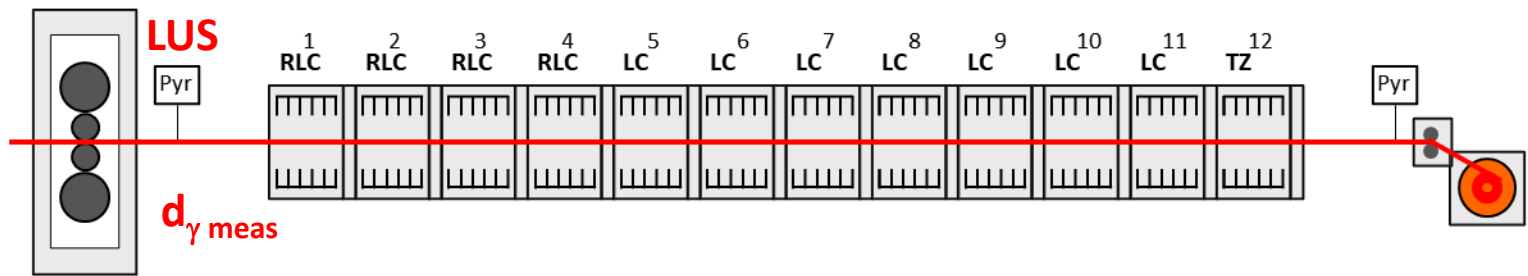 LUS
Pyr
1 2 3 4 5 6 7 8 9 10 11 12
RLC RLC RLC RLC LC LC LC LC LC LC LC TZ
Pyr
dγ meas